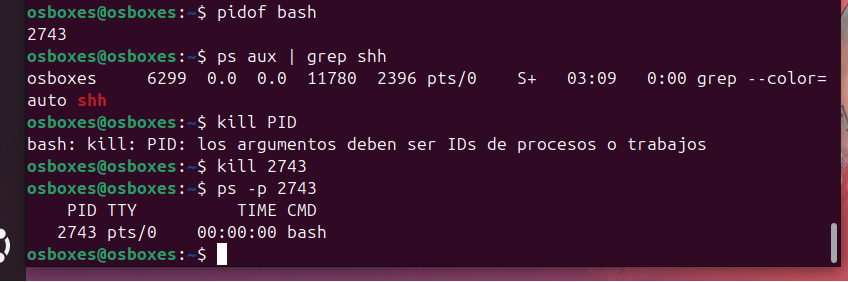 osboxes@osboxes:~$ pidof bash
2743
osboxes@osboxes:~$ ps aux | grep shh
osboxes     6299  0.0  0.0  11780  2396 pts/0    S+   03:09   0:00 grep --color=
auto shh
osboxes@osboxes:~$ kill PID
bash: kill: PID: los argumentos deben ser IDs de procesos o trabajos
osboxes@osboxes:~$ kill 2743
osboxes@osboxes:~$ ps -p 2743
    PID TTY          TIME CMD
   2743 pts/0    00:00:00 bash
osboxes@osboxes:~$